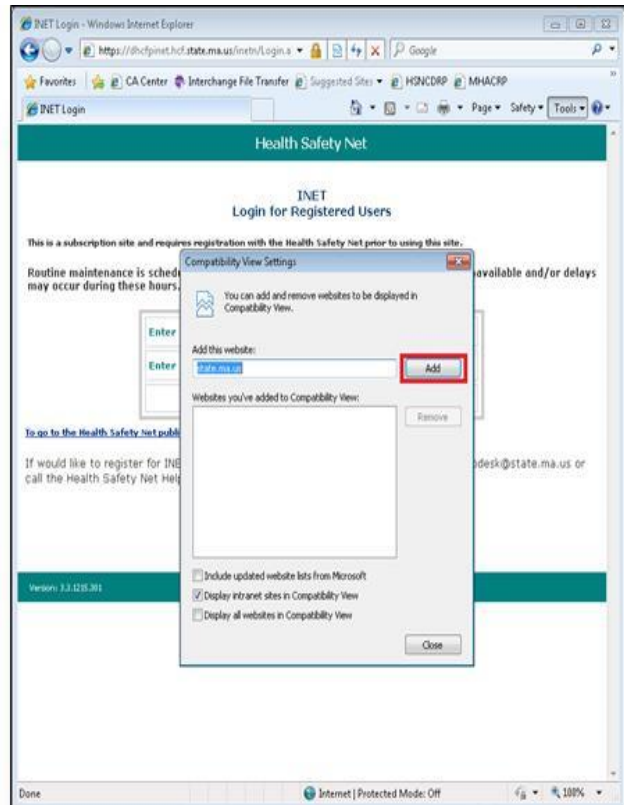 INET Login - Windows Internet Explorer
https://dhcfpinet.hcf.state.ma.us/inetn/Login.a
Google
Favorites CA Center Interchange File Transfer Suggested Sites HSNCDRP MHACRP
INET Login Page Safety Tools
Health Safety Net
INET
Login for Registered Users
This is a subscription site and requires registration with the Health Safety Net prior to using this site.
Routine maintenance is schedu available and/or delays
may occur during these hours.
Compatibility View Settings
You can add and remove websites to be displayed in
Compatibility View.
Enter
Add this website:
Enter
state.ma.us Add
Websites you've added to Compatibility View:
Remove
To go to the Health Safety Net publi
If would like to register for INE pdesk@state.ma.us or
call the Health Safety Net Help
Include updated website lists from Microsoft
Display intranet sites in Compatibility View
Display all websites in Compatibility View
Version: 3.3.1215.301
Close
Done Internet | Protected Mode: Off 100%